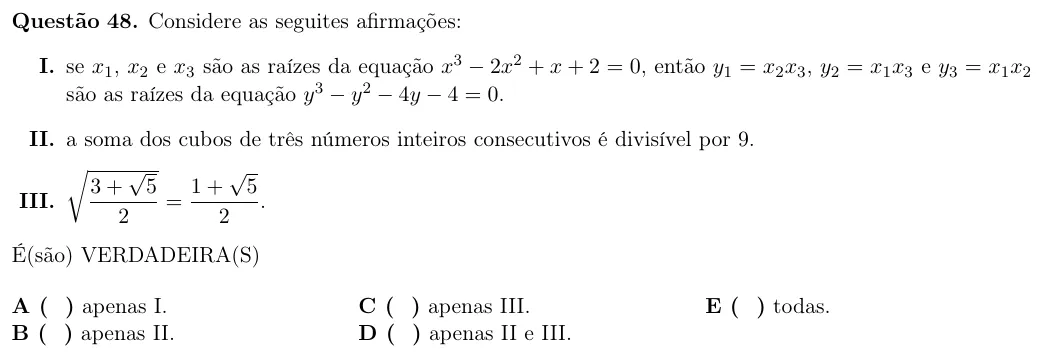 Questão 48. Considere as seguites afirmações:
I. se x₁, x₂ e x₃ são as raízes da equação x³ − 2x² + x + 2 = 0, então y₁ = x₂x₃, y₂ = x₁x₃ e y₃ = x₁x₂
são as raízes da equação y³ − y² − 4y − 4 = 0.
II. a soma dos cubos de três números inteiros consecutivos é divisível por 9.
III. √((3 + √5)/2) = (1 + √5)/2.
É(são) VERDADEIRA(S)
A ( ) apenas I. C ( ) apenas III. E ( ) todas.
B ( ) apenas II. D ( ) apenas II e III.